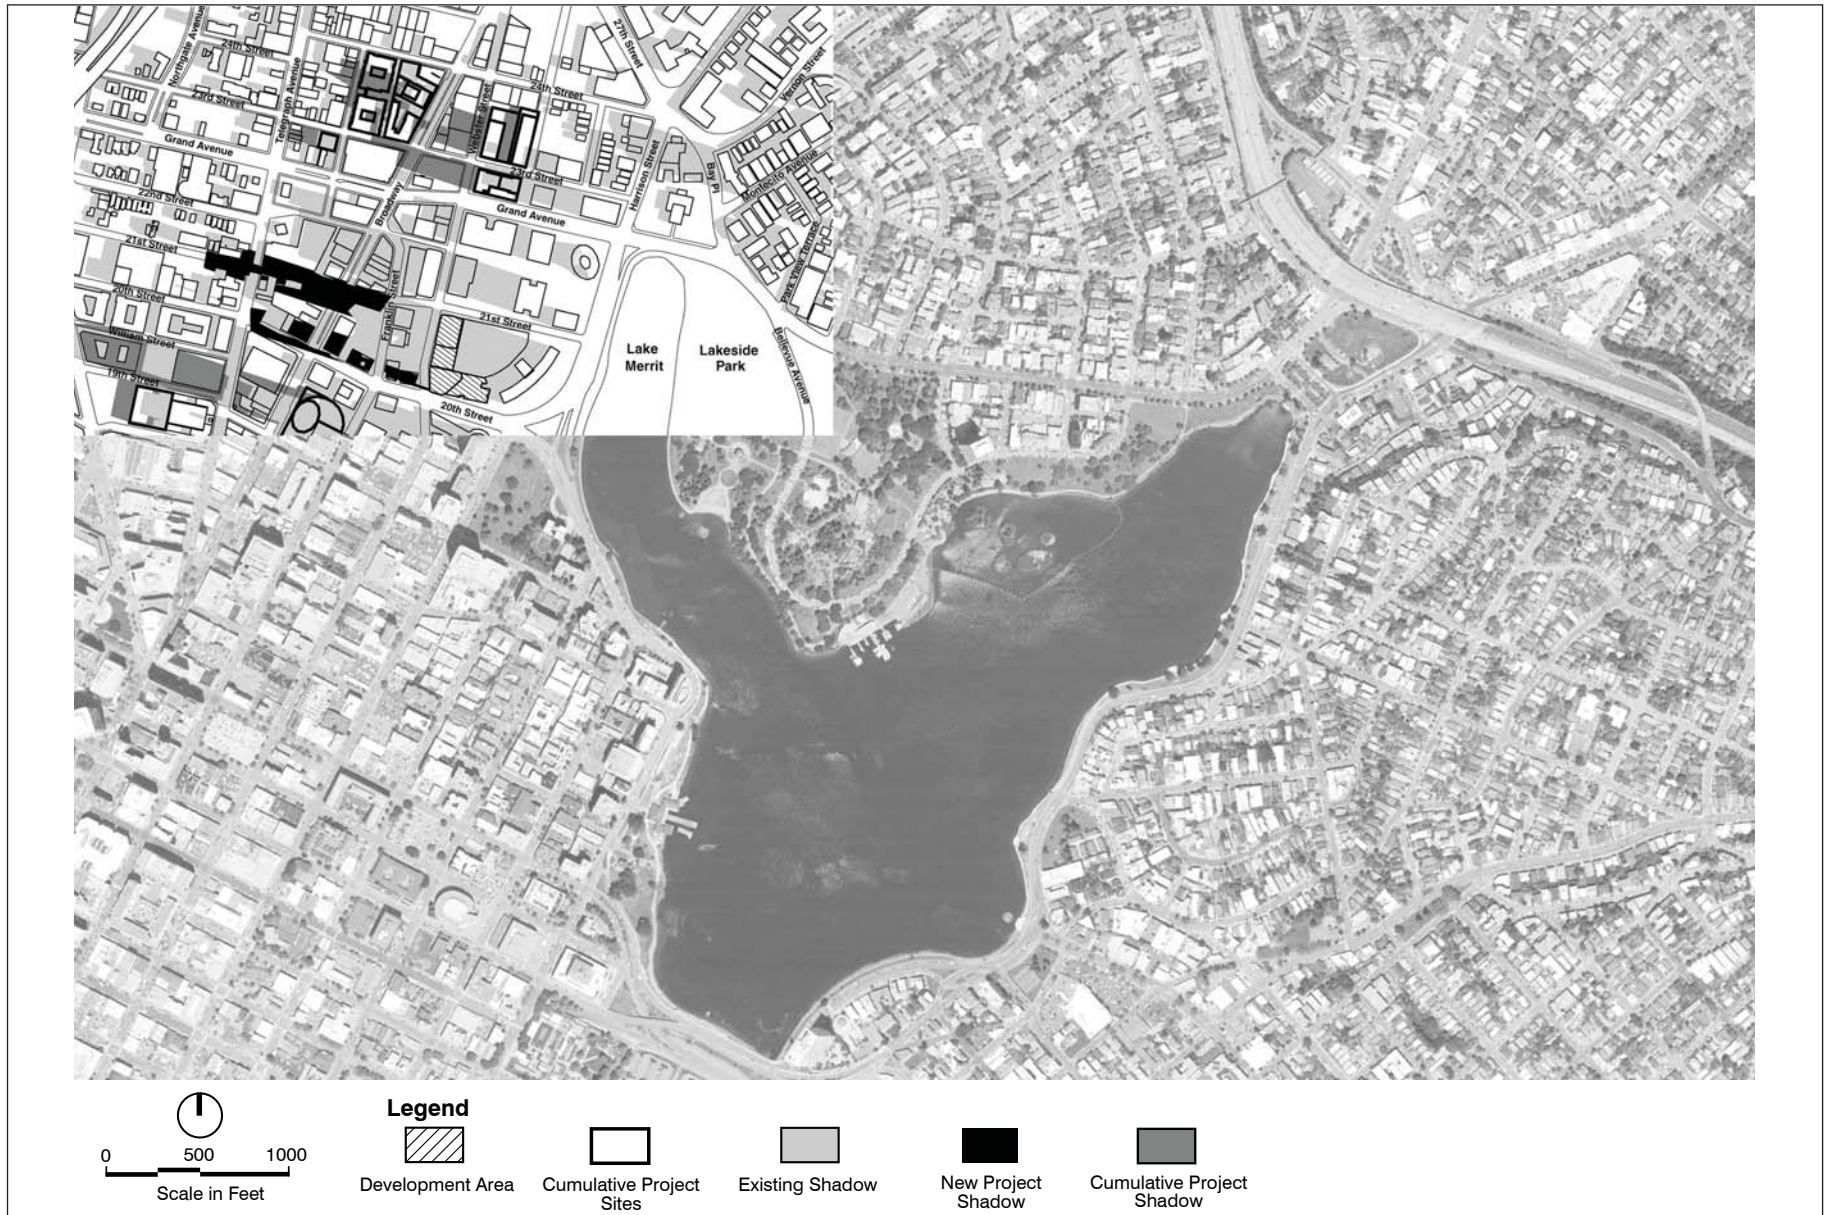 27th Street
Northgate Avenue
24th Street
Vernon Street
Telegraph Avenue
24th Street
23rd Street
Webster Street
Grand Avenue
Harrison Street
Bay Pl
Montecito Avenue
23rd Street
22nd Street
Broadway
Grand Avenue
Park View Terrace
21st Street
Franklin Street
20th Street
21st Street
William Street
Lake
Merrit
Lakeside
Park
Bellevue Avenue
19th Street
20th Street
Legend
0 500 1000
Scale in Feet
Development Area
Cumulative Project
Sites
Existing Shadow
New Project
Shadow
Cumulative Project
Shadow